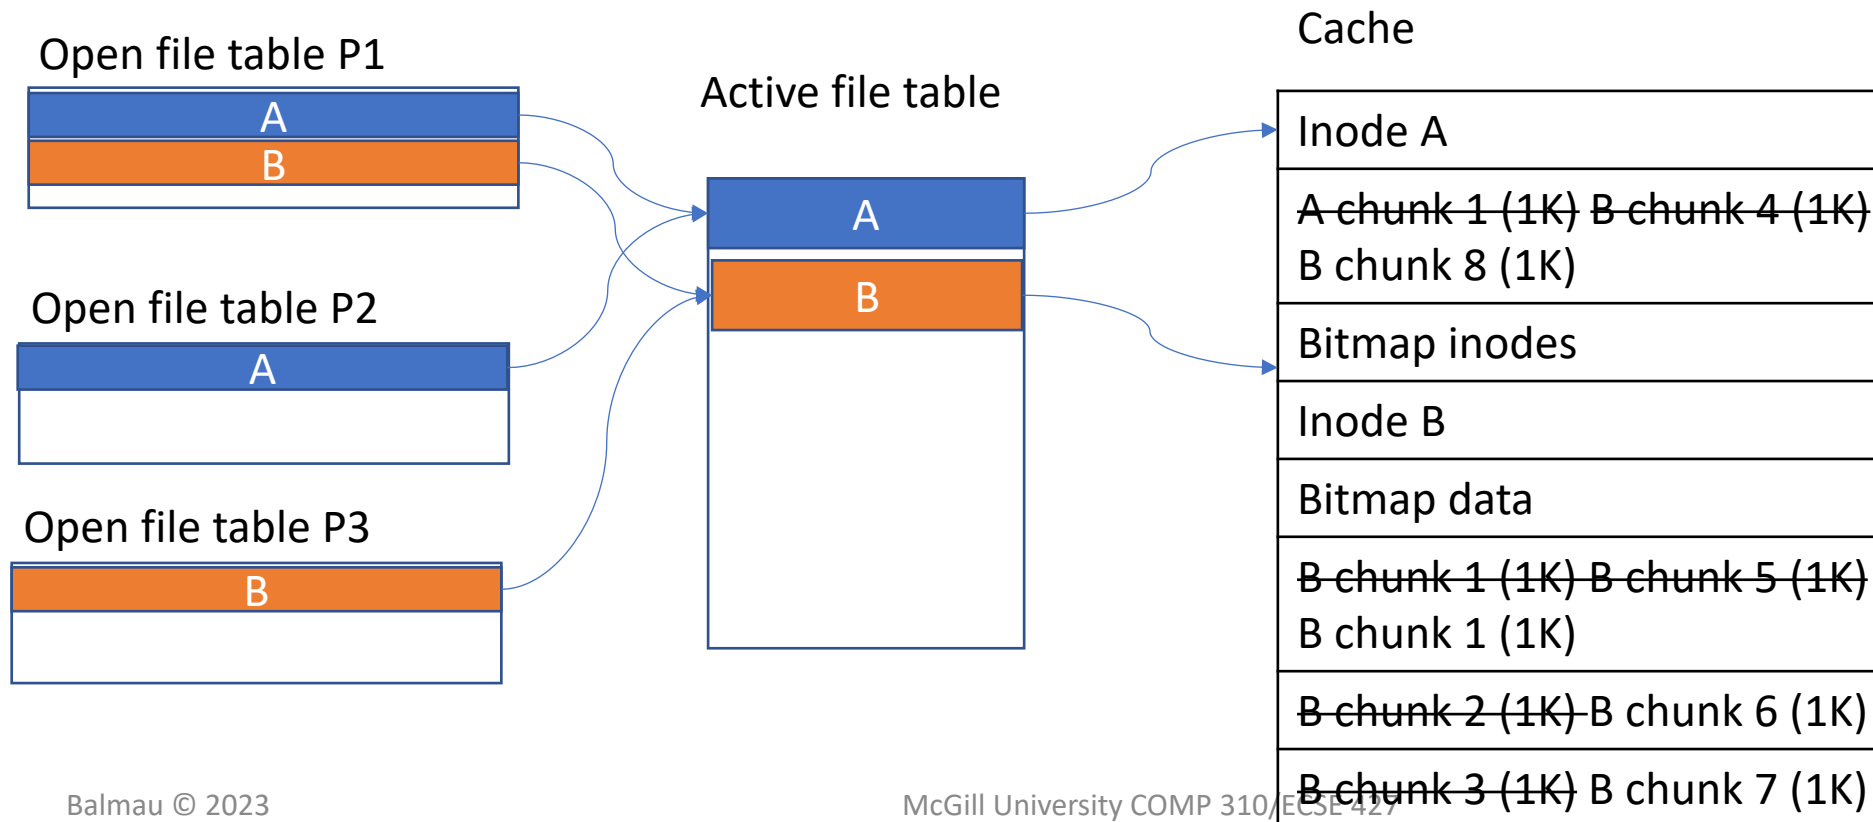 Open file table P1
A
B
Open file table P2
A
Open file table P3
B
Active file table
A
B
Cache
Inode A
A chunk 1 (1K) B chunk 4 (1K)
B chunk 8 (1K)
Bitmap inodes
Inode B
Bitmap data
B chunk 1 (1K) B chunk 5 (1K)
B chunk 1 (1K)
B chunk 2 (1K) B chunk 6 (1K)
B chunk 3 (1K) B chunk 7 (1K)
Balmau © 2023
McGill University COMP 310/ECSE 427